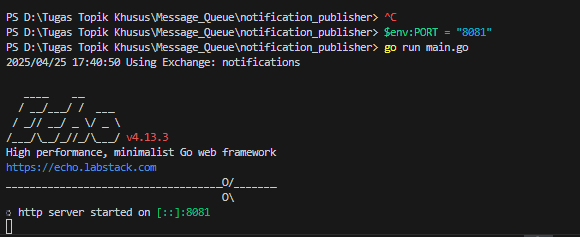 PS D:\Tugas Topik Khusus\Message_Queue\notification_publisher> ^C
PS D:\Tugas Topik Khusus\Message_Queue\notification_publisher> $env:PORT = "8081"
PS D:\Tugas Topik Khusus\Message_Queue\notification_publisher> go run main.go
2025/04/25 17:40:50 Using Exchange: notifications

   ____    __
  / __/___/ /  ___
 / _// __/ _ \/ _ \
/___/\__/_//_/\___/ v4.13.3
High performance, minimalist Go web framework
https://echo.labstack.com
____________________________________O/_______
                                    O\
⇨ http server started on [::]:8081